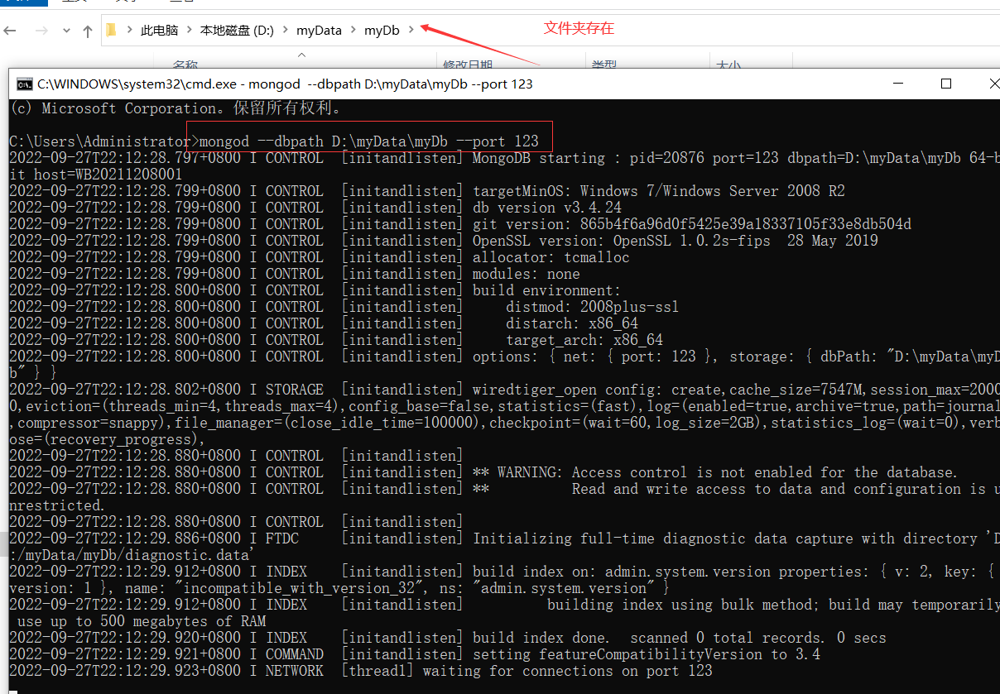 此电脑 > 本地磁盘 (D:) > myData > myDb >
文件夹存在
名称 修改日期 类型 大小
C:\WINDOWS\system32\cmd.exe - mongod  --dbpath D:\myData\myDb --port 123
(c) Microsoft Corporation。保留所有权利。
C:\Users\Administrator>mongod --dbpath D:\myData\myDb --port 123
2022-09-27T22:12:28.797+0800 I CONTROL  [initandlisten] MongoDB starting : pid=20876 port=123 dbpath=D:\myData\myDb 64-b
it host=WB20211208001
2022-09-27T22:12:28.799+0800 I CONTROL  [initandlisten] targetMinOS: Windows 7/Windows Server 2008 R2
2022-09-27T22:12:28.799+0800 I CONTROL  [initandlisten] db version v3.4.24
2022-09-27T22:12:28.799+0800 I CONTROL  [initandlisten] git version: 865b4f6a96d0f5425e39a18337105f33e8db504d
2022-09-27T22:12:28.799+0800 I CONTROL  [initandlisten] OpenSSL version: OpenSSL 1.0.2s-fips  28 May 2019
2022-09-27T22:12:28.799+0800 I CONTROL  [initandlisten] allocator: tcmalloc
2022-09-27T22:12:28.799+0800 I CONTROL  [initandlisten] modules: none
2022-09-27T22:12:28.800+0800 I CONTROL  [initandlisten] build environment:
2022-09-27T22:12:28.800+0800 I CONTROL  [initandlisten]     distmod: 2008plus-ssl
2022-09-27T22:12:28.800+0800 I CONTROL  [initandlisten]     distarch: x86_64
2022-09-27T22:12:28.800+0800 I CONTROL  [initandlisten]     target_arch: x86_64
2022-09-27T22:12:28.800+0800 I CONTROL  [initandlisten] options: { net: { port: 123 }, storage: { dbPath: "D:\myData\myD
b" } }
2022-09-27T22:12:28.802+0800 I STORAGE  [initandlisten] wiredtiger_open config: create,cache_size=7547M,session_max=2000
0,eviction=(threads_min=4,threads_max=4),config_base=false,statistics=(fast),log=(enabled=true,archive=true,path=journal
,compressor=snappy),file_manager=(close_idle_time=100000),checkpoint=(wait=60,log_size=2GB),statistics_log=(wait=0),verb
ose=(recovery_progress),
2022-09-27T22:12:28.880+0800 I CONTROL  [initandlisten]
2022-09-27T22:12:28.880+0800 I CONTROL  [initandlisten] ** WARNING: Access control is not enabled for the database.
2022-09-27T22:12:28.880+0800 I CONTROL  [initandlisten] **          Read and write access to data and configuration is u
nrestricted.
2022-09-27T22:12:28.880+0800 I CONTROL  [initandlisten]
2022-09-27T22:12:29.886+0800 I FTDC     [initandlisten] Initializing full-time diagnostic data capture with directory 'D
:/myData/myDb/diagnostic.data'
2022-09-27T22:12:29.912+0800 I INDEX    [initandlisten] build index on: admin.system.version properties: { v: 2, key: {
version: 1 }, name: "incompatible_with_version_32", ns: "admin.system.version" }
2022-09-27T22:12:29.912+0800 I INDEX    [initandlisten]          building index using bulk method; build may temporarily
 use up to 500 megabytes of RAM
2022-09-27T22:12:29.920+0800 I INDEX    [initandlisten] build index done.  scanned 0 total records. 0 secs
2022-09-27T22:12:29.921+0800 I COMMAND  [initandlisten] setting featureCompatibilityVersion to 3.4
2022-09-27T22:12:29.923+0800 I NETWORK  [thread1] waiting for connections on port 123